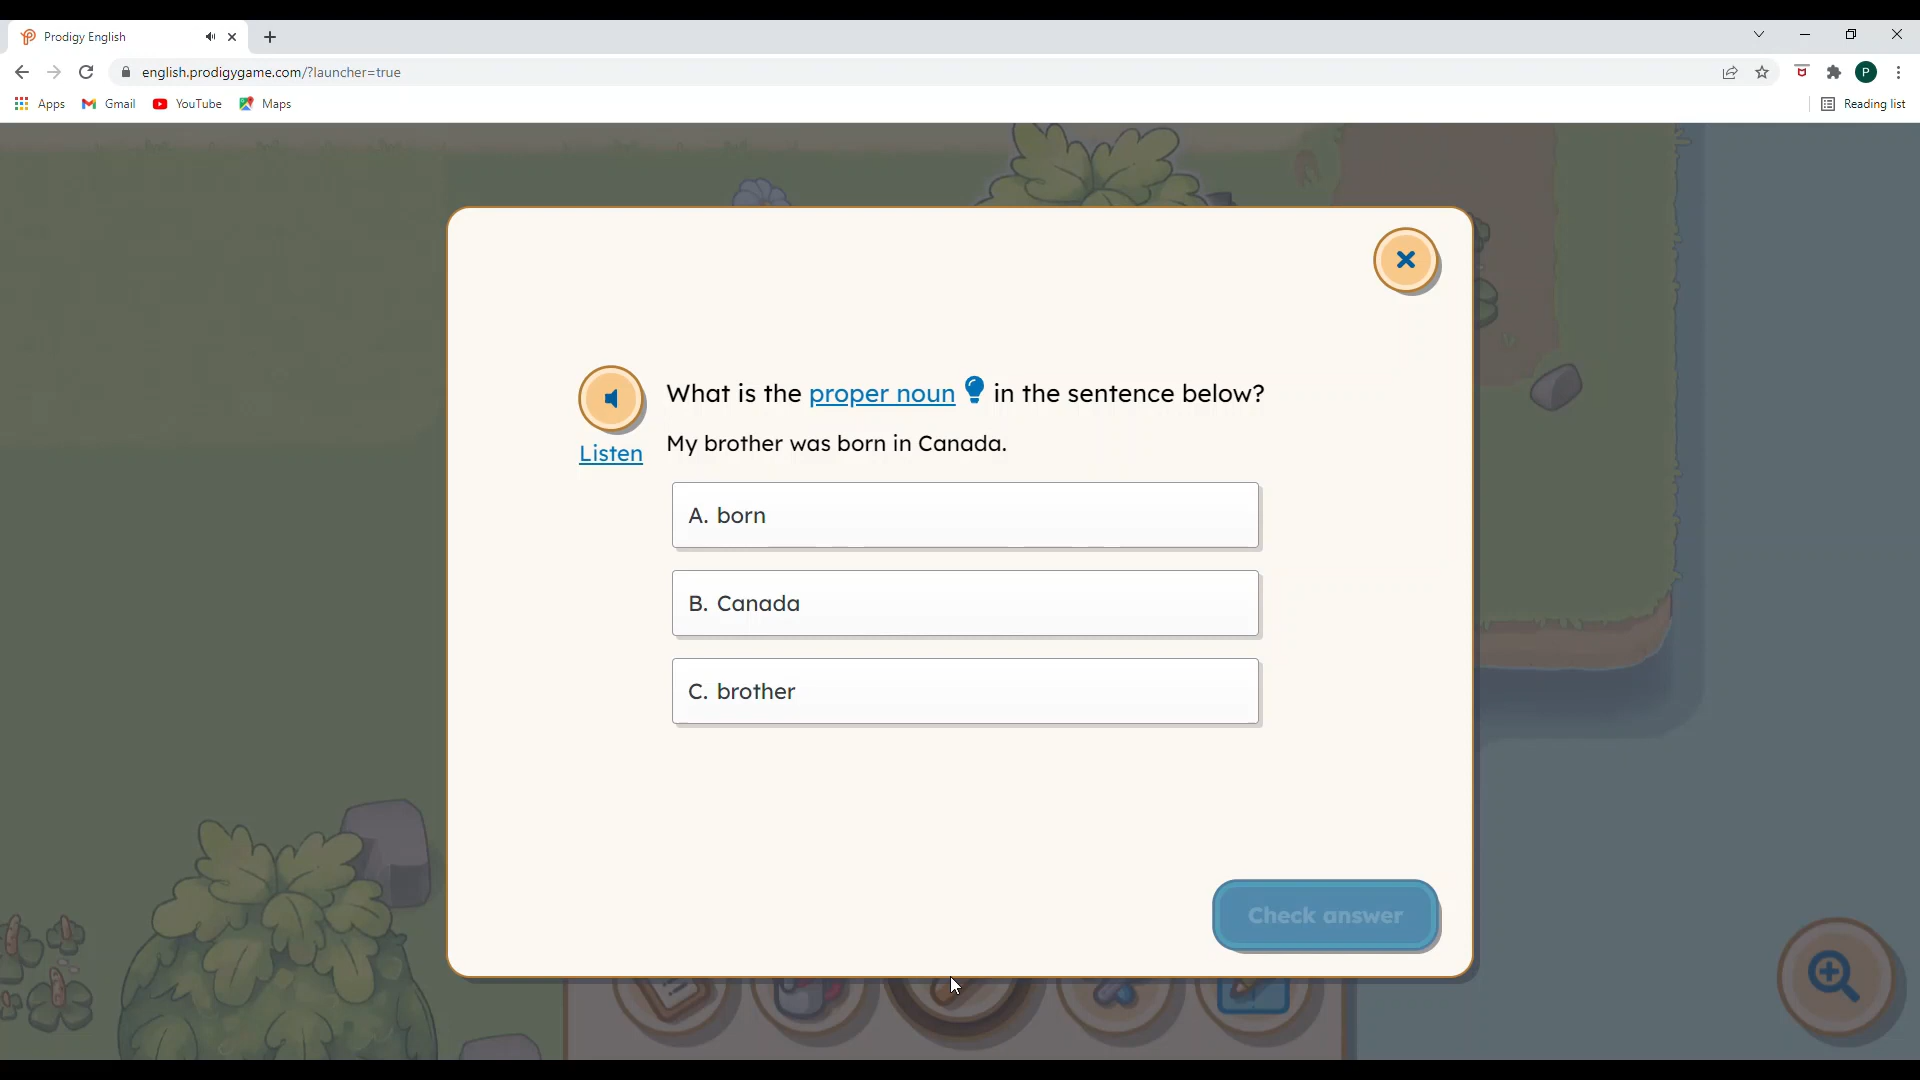 Prodigy English
english.prodigygame.com/?launcher=true
P
Apps Gmail YouTube Maps Reading list
What is the proper noun in the sentence below?
My brother was born in Canada.
Listen
A. born
B. Canada
C. brother
Check answer